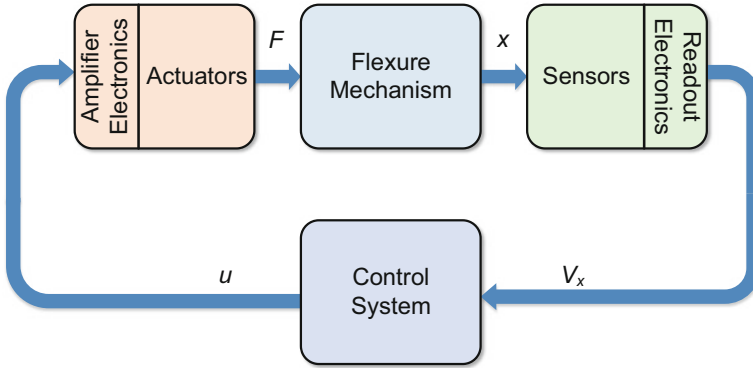 Amplifier
Electronics
Actuators
F
Flexure
Mechanism
x
Sensors
Readout
Electronics
u
Control
System
Vx